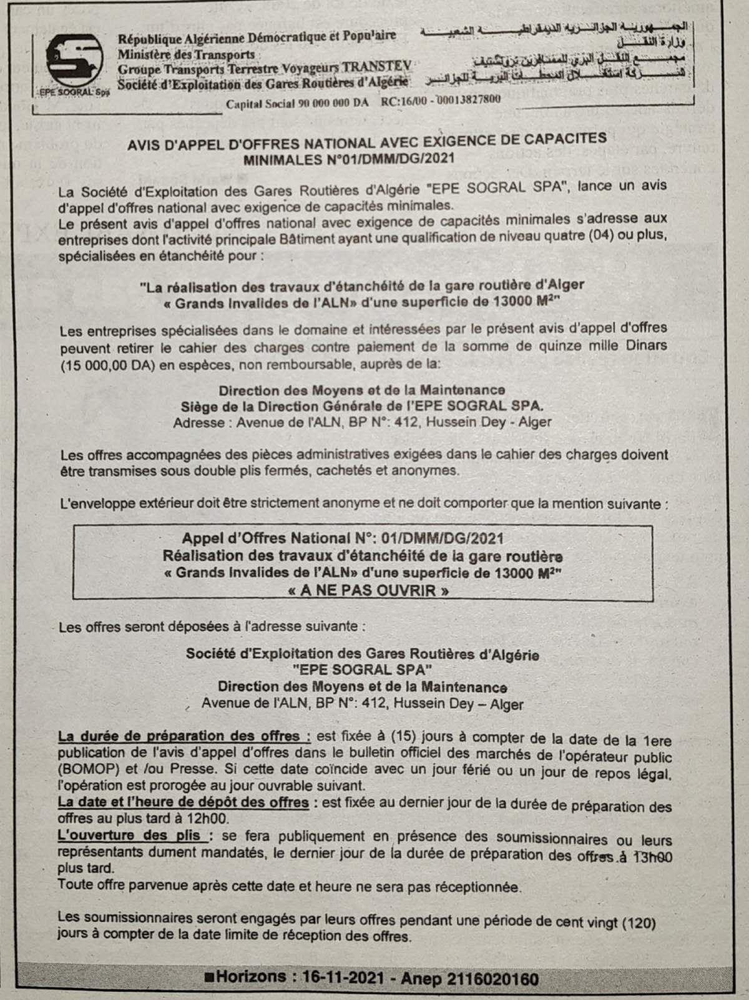 République Algérienne Démocratique et Popu'aire
Ministère des Transports
Groupe Transports Terrestre Voyageurs TRANSTEV
Société d'Exploitation des Gares Routières d'Algérie
الجمهورية الجزائرية الديمقراطية الشعبية
وزارة النقل
مجمع النقل البري للمسافرين ترونستيف
شركة استغلال المحطات البرية للجزائر
EPE SOGRAL Spp
Capital Social 90 000 000 DA RC:16/00 - 00013827800
AVIS D'APPEL D'OFFRES NATIONAL AVEC EXIGENCE DE CAPACITES
MINIMALES N°01/DMM/DG/2021
La Société d'Exploitation des Gares Routières d'Algérie "EPE SOGRAL SPA", lance un avis
d'appel d'offres national avec exigence de capacités minimales.
Le présent avis d'appel d'offres national avec exigence de capacités minimales s'adresse aux
entreprises dont l'activité principale Bâtiment ayant une qualification de niveau quatre (04) ou plus,
spécialisées en étanchéité pour :
"La réalisation des travaux d'étanchéité de la gare routière d'Alger
« Grands Invalides de l'ALN» d'une superficie de 13000 M²"
Les entreprises spécialisées dans le domaine et intéressées par le présent avis d'appel d'offres
peuvent retirer le cahier des charges contre paiement de la somme de quinze mille Dinars
(15 000,00 DA) en espèces, non remboursable, auprès de la:
Direction des Moyens et de la Maintenance
Siège de la Direction Générale de l'EPE SOGRAL SPA.
Adresse : Avenue de l'ALN, BP N°: 412, Hussein Dey - Alger
Les offres accompagnées des pièces administratives exigées dans le cahier des charges doivent
être transmises sous double plis fermés, cachetés et anonymes.
L'enveloppe extérieur doit être strictement anonyme et ne doit comporter que la mention suivante :
Appel d'Offres National N°: 01/DMM/DG/2021
Réalisation des travaux d'étanchéité de la gare routière
« Grands Invalides de l'ALN» d'une superficie de 13000 M²"
« A NE PAS OUVRIR »
Les offres seront déposées à l'adresse suivante :
Société d'Exploitation des Gares Routières d'Algérie
"EPE SOGRAL SPA"
Direction des Moyens et de la Maintenance
Avenue de l'ALN, BP N°: 412, Hussein Dey – Alger
La durée de préparation des offres : est fixée à (15) jours à compter de la date de la 1ere
publication de l'avis d'appel d'offres dans le bulletin officiel des marchés de l'opérateur public
(BOMOP) et /ou Presse. Si cette date coïncide avec un jour férié ou un jour de repos légal,
l'opération est prorogée au jour ouvrable suivant.
La date et l'heure de dépôt des offres : est fixée au dernier jour de la durée de préparation des
offres au plus tard à 12h00.
L'ouverture des plis : se fera publiquement en présence des soumissionnaires ou leurs
représentants dument mandatés, le dernier jour de la durée de préparation des offres à 13h00
plus tard.
Toute offre parvenue après cette date et heure ne sera pas réceptionnée.
Les soumissionnaires seront engagés par leurs offres pendant une période de cent vingt (120)
jours à compter de la date limite de réception des offres.
■Horizons : 16-11-2021 - Anep 2116020160